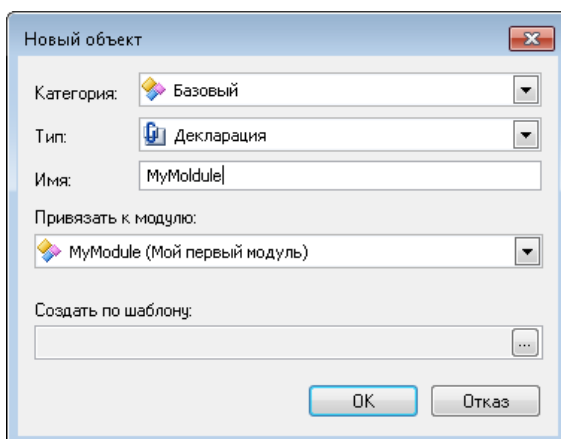 Новый объект
Категория: Базовый
Тип: Декларация
Имя: MyMoldule
Привязать к модулю:
MyModule (Мой первый модуль)
Создать по шаблону:
...
OK Отказ